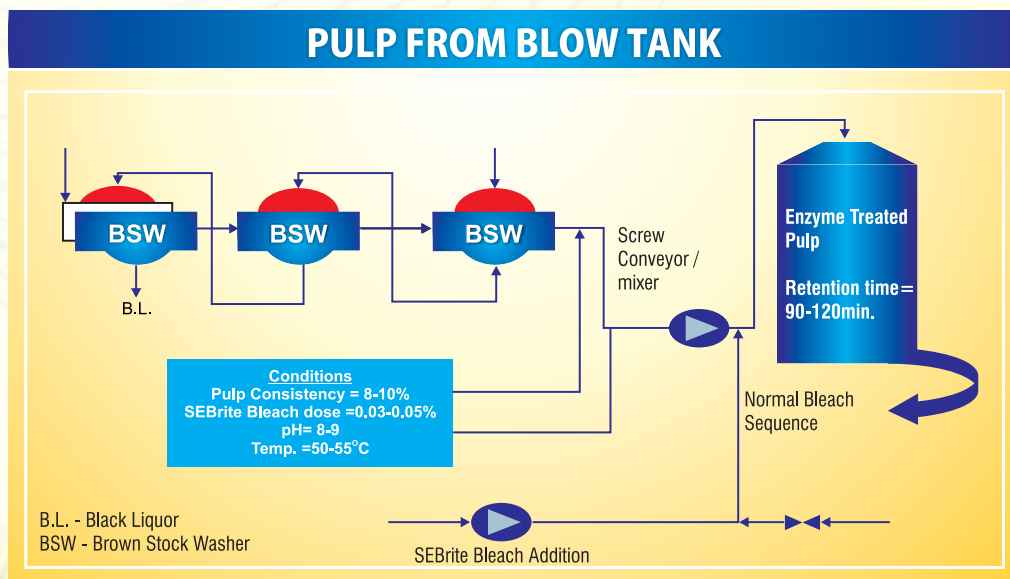 PULP FROM BLOW TANK
BSW
BSW
BSW
B.L.
Screw
Conveyor /
mixer
Enzyme Treated
Pulp
Retention time=
90-120min.
Conditions
Pulp Consistency = 8-10%
SEBrite Bleach dose =0.03-0.05%
pH= 8-9
Temp. =50-55°C
Normal Bleach
Sequence
B.L. - Black Liquor
BSW - Brown Stock Washer
SEBrite Bleach Addition